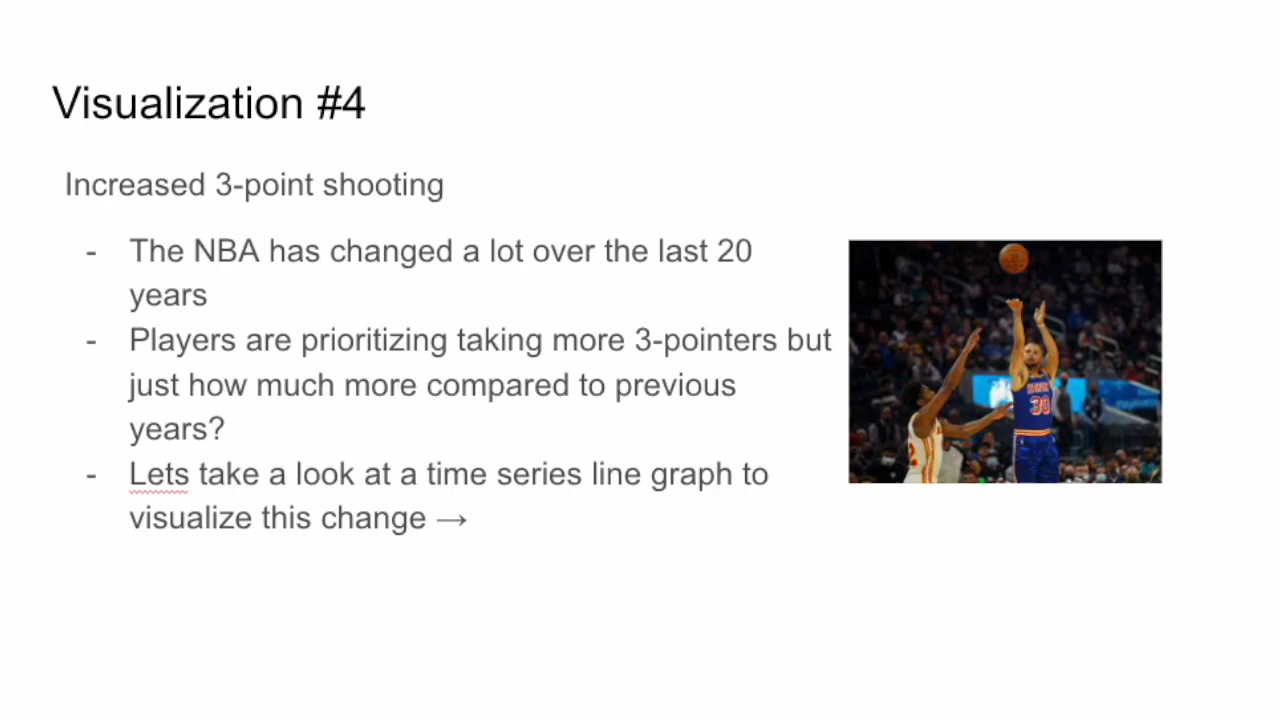 Visualization #4
Increased 3-point shooting
- The NBA has changed a lot over the last 20
years
- Players are prioritizing taking more 3-pointers but
just how much more compared to previous
years?
- Lets take a look at a time series line graph to
visualize this change →
30